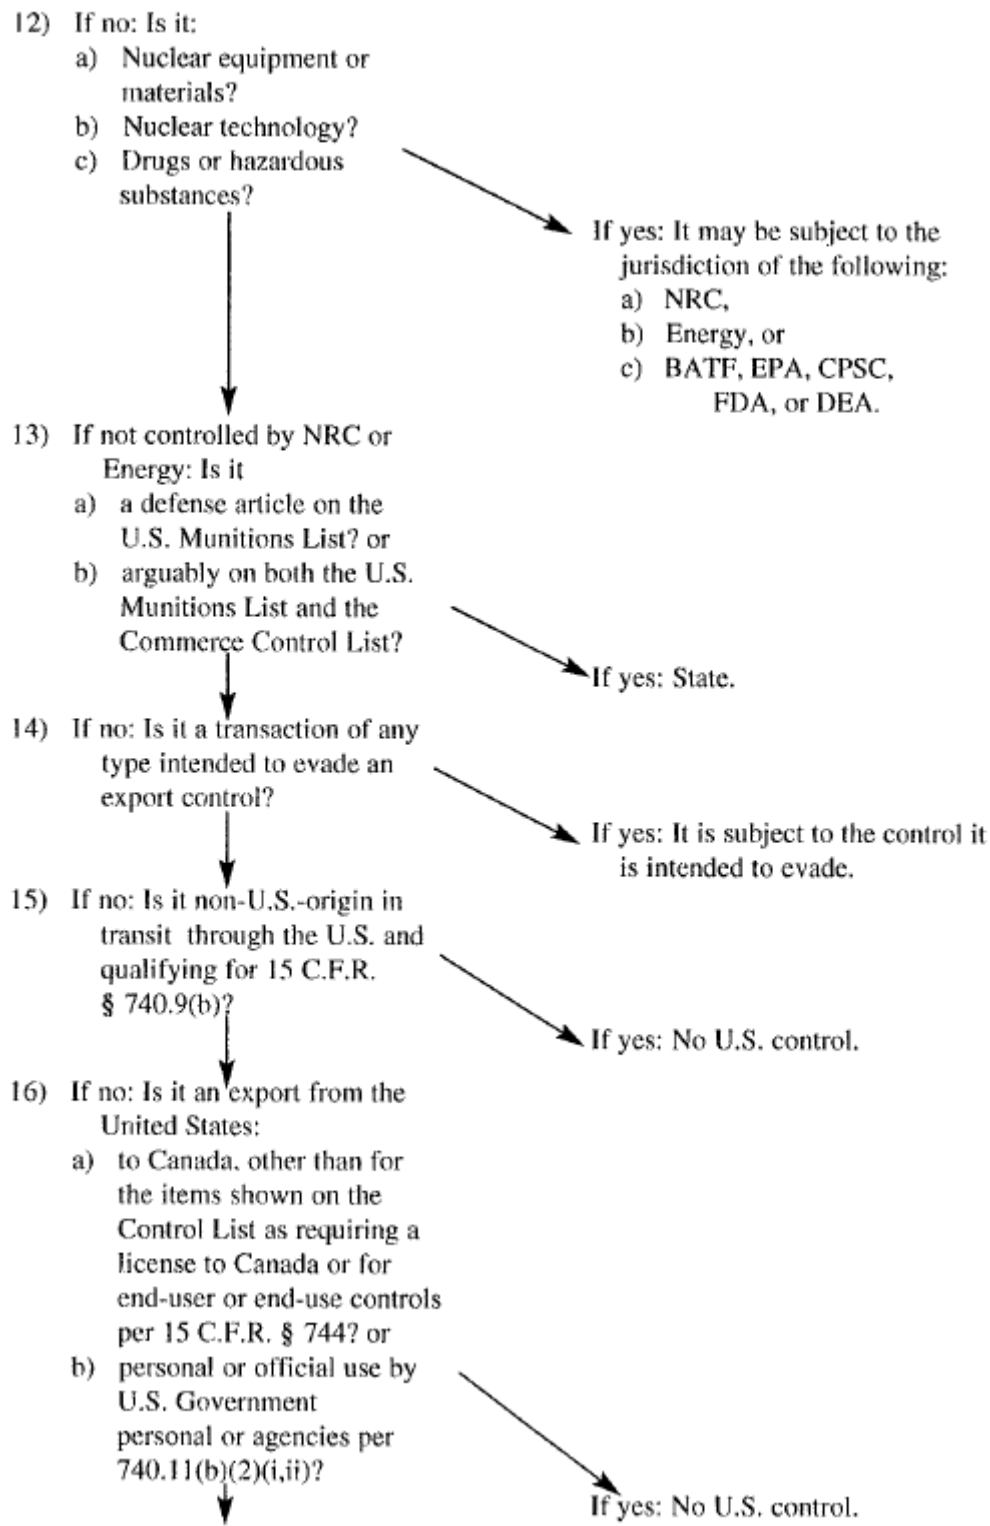 12) If no: Is it:
a) Nuclear equipment or
materials?
b) Nuclear technology?
c) Drugs or hazardous
substances?
If yes: It may be subject to the
jurisdiction of the following:
a) NRC,
b) Energy, or
c) BATF, EPA, CPSC,
FDA, or DEA.
13) If not controlled by NRC or
Energy: Is it
a) a defense article on the
U.S. Munitions List? or
b) arguably on both the U.S.
Munitions List and the
Commerce Control List?
If yes: State.
14) If no: Is it a transaction of any
type intended to evade an
export control?
If yes: It is subject to the control it
is intended to evade.
15) If no: Is it non-U.S.-origin in
transit through the U.S. and
qualifying for 15 C.F.R.
§ 740.9(b)?
If yes: No U.S. control.
16) If no: Is it an export from the
United States:
a) to Canada, other than for
the items shown on the
Control List as requiring a
license to Canada or for
end-user or end-use controls
per 15 C.F.R. § 744? or
b) personal or official use by
U.S. Government
personal or agencies per
740.11(b)(2)(i,ii)?
If yes: No U.S. control.